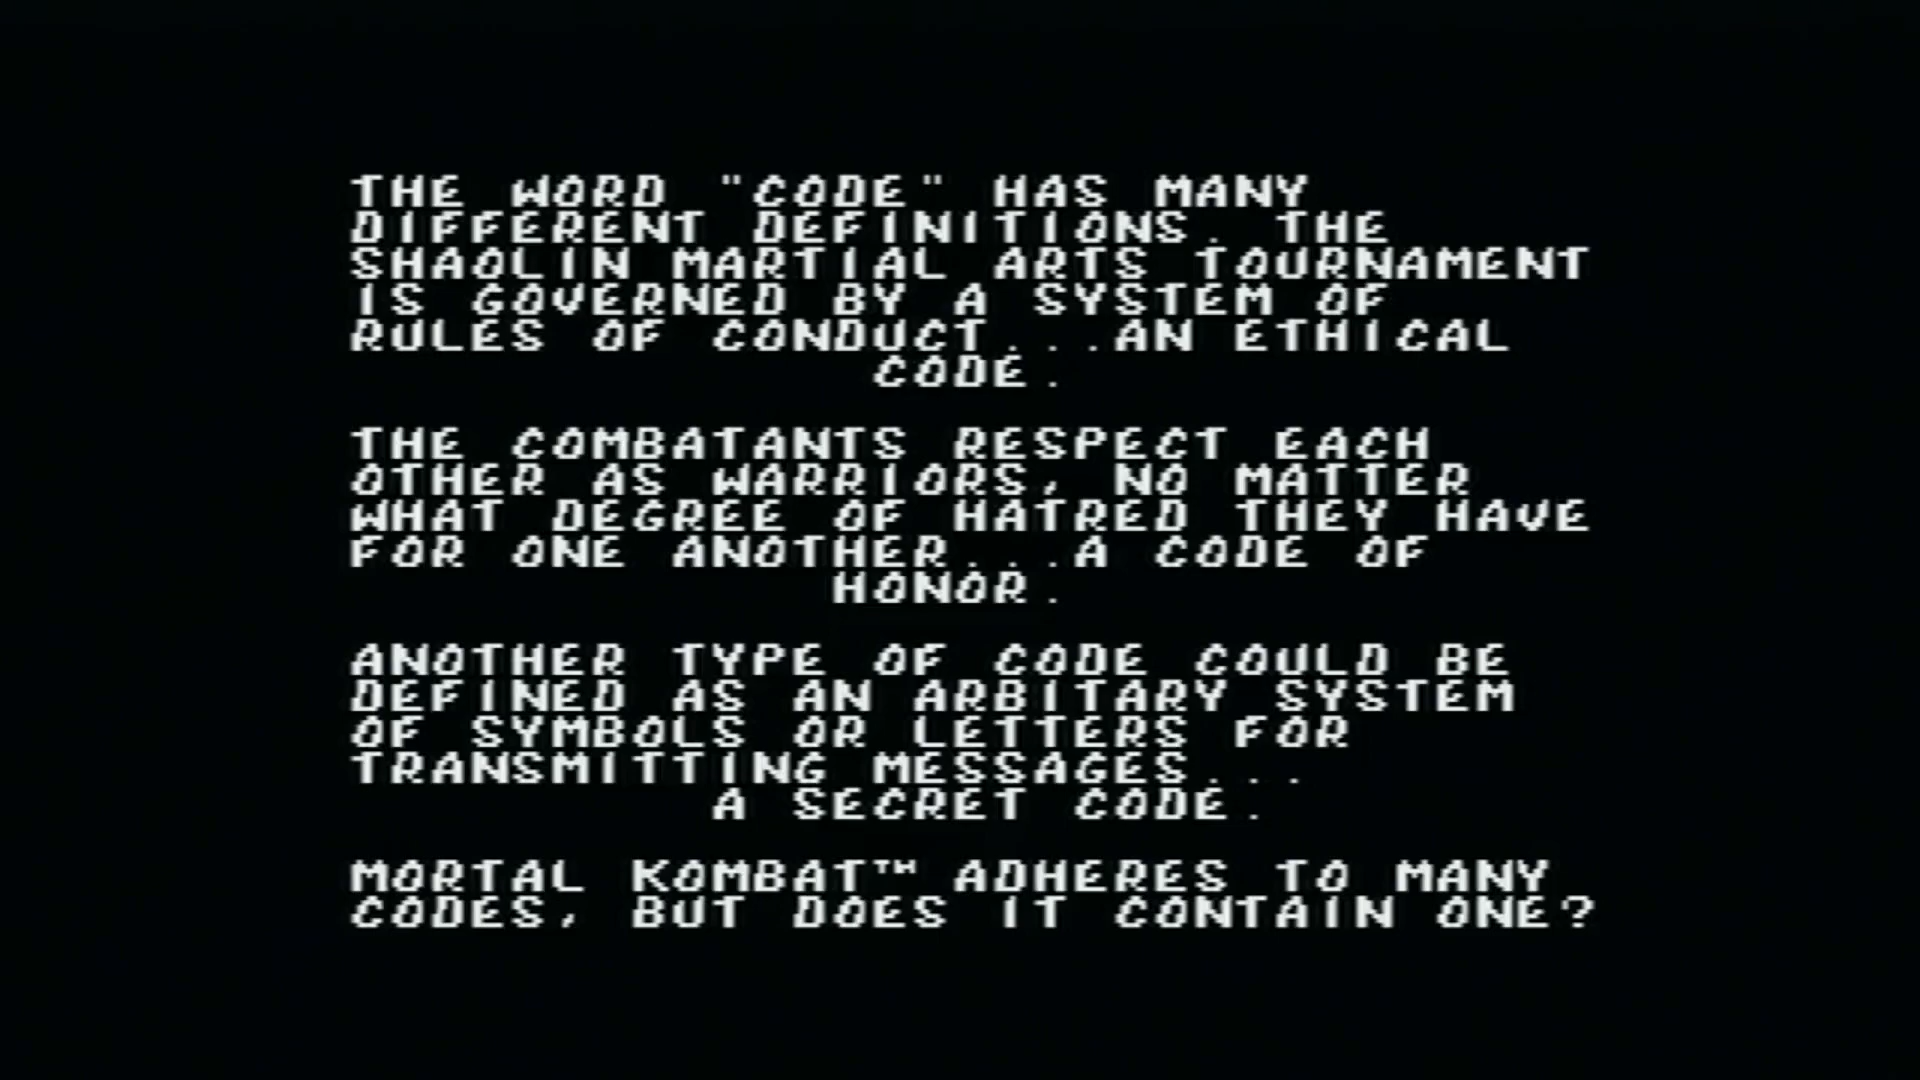 THE WORD "CODE" HAS MANY
DIFFERENT DEFINITIONS. THE
SHAOLIN MARTIAL ARTS TOURNAMENT
IS GOVERNED BY A SYSTEM OF
RULES OF CONDUCT...AN ETHICAL
CODE.
THE COMBATANTS RESPECT EACH
OTHER AS WARRIORS, NO MATTER
WHAT DEGREE OF HATRED THEY HAVE
FOR ONE ANOTHER...A CODE OF
HONOR.
ANOTHER TYPE OF CODE COULD BE
DEFINED AS AN ARBITARY SYSTEM
OF SYMBOLS OR LETTERS FOR
TRANSMITTING MESSAGES...
A SECRET CODE.
MORTAL KOMBAT™ ADHERES TO MANY
CODES, BUT DOES IT CONTAIN ONE?